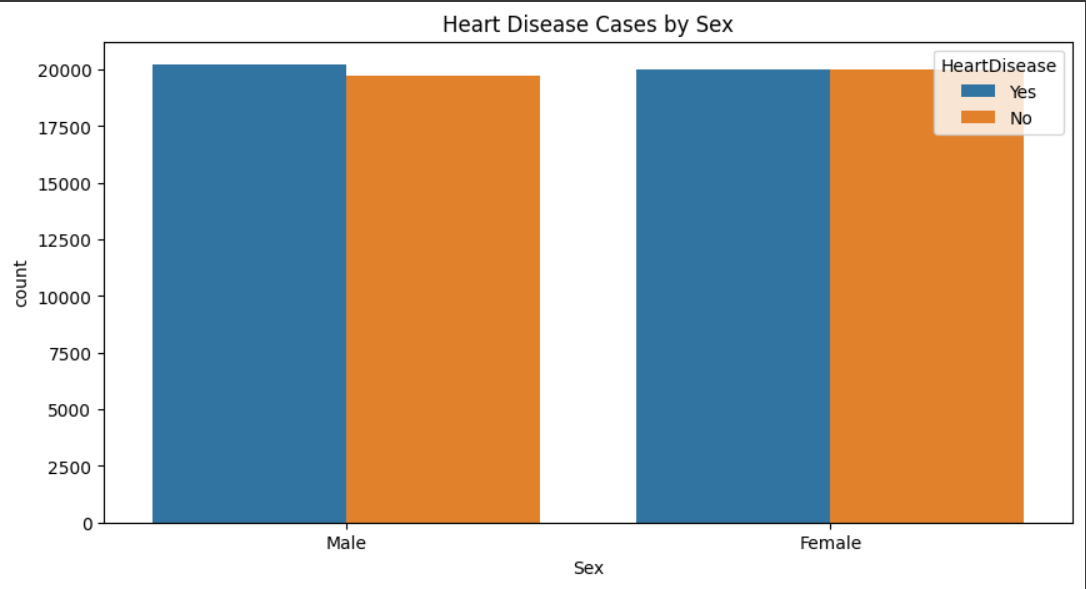 Heart Disease Cases by Sex
HeartDisease
Yes
No
20000
17500
15000
12500
10000
7500
5000
2500
0
count
Male Female
Sex